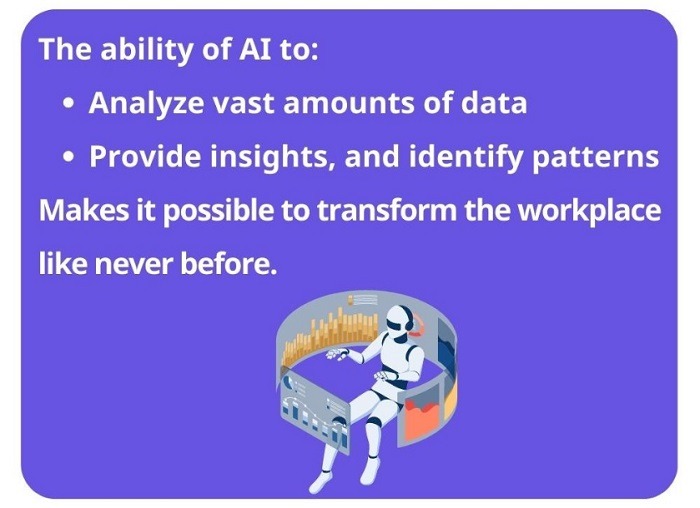 The ability of AI to:
• Analyze vast amounts of data
• Provide insights, and identify patterns
Makes it possible to transform the workplace
like never before.